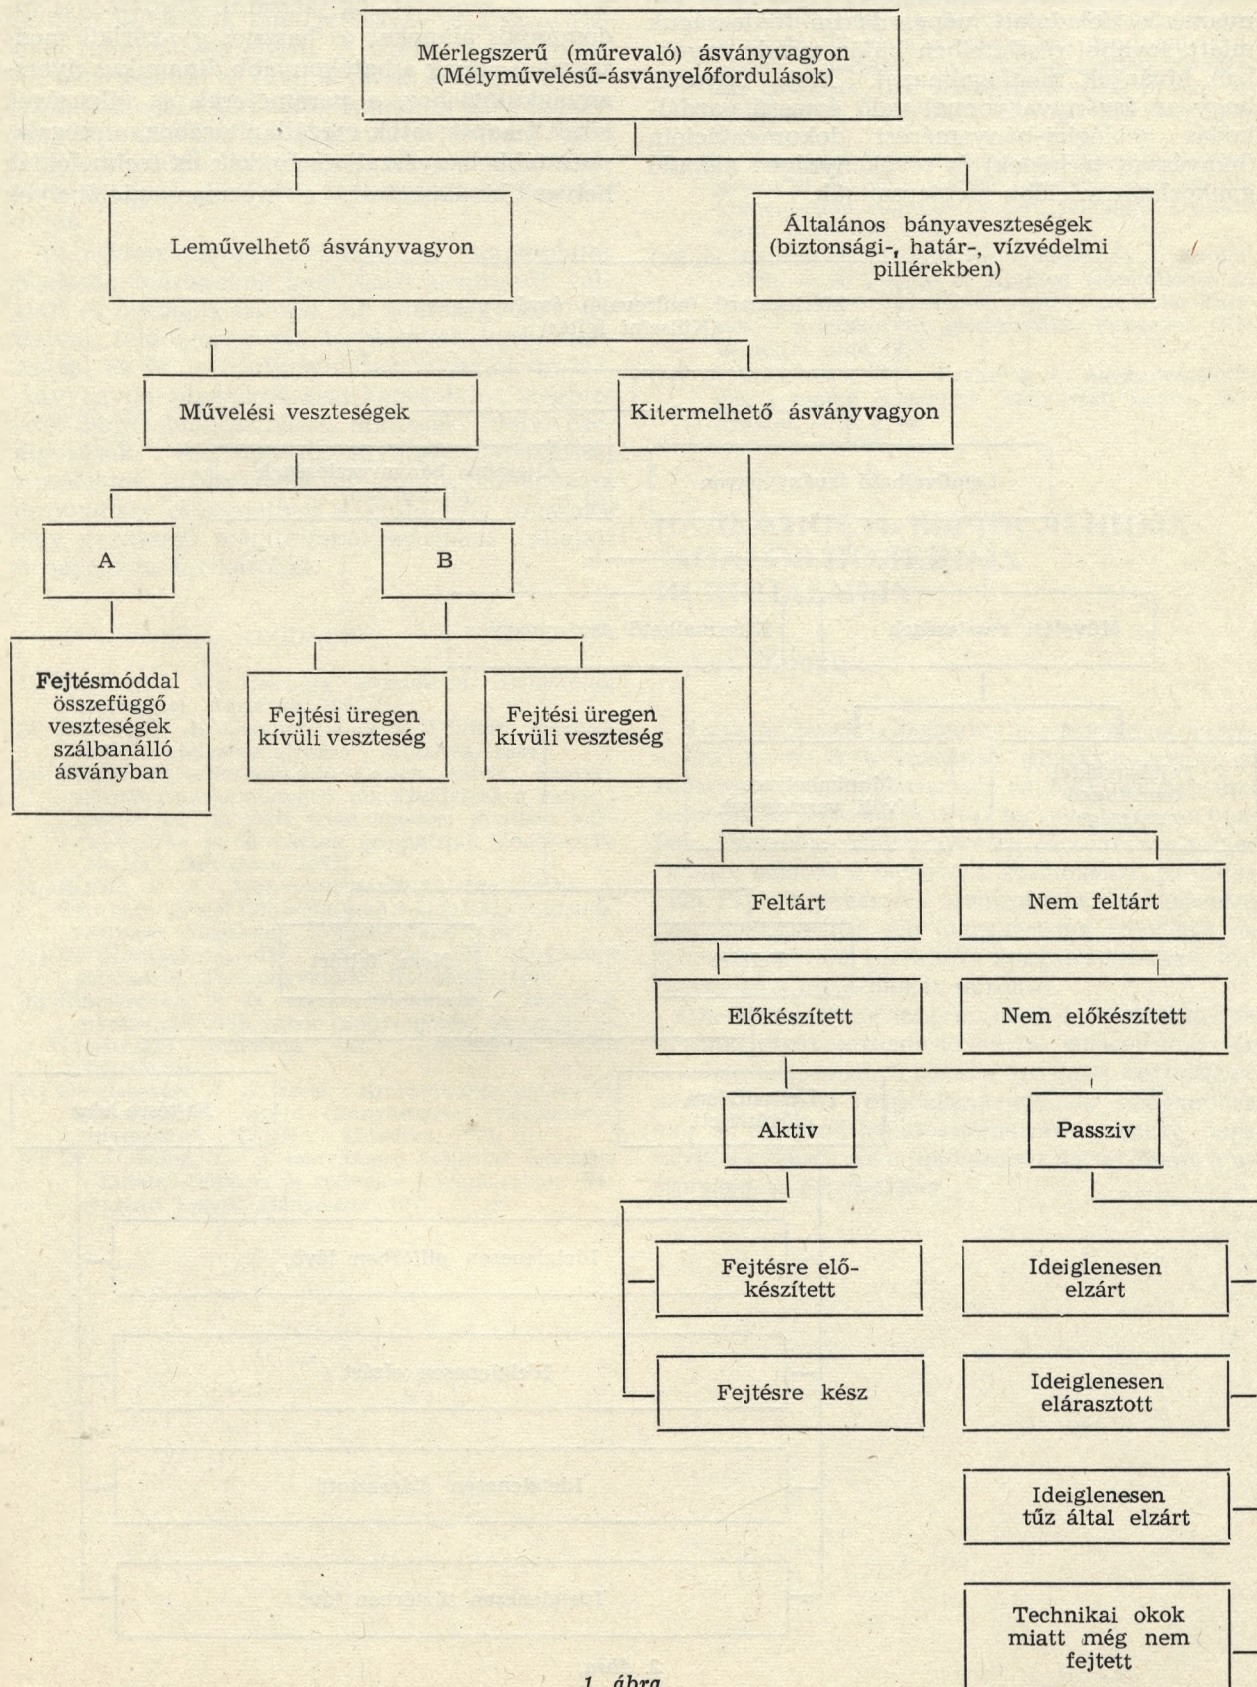 Mérlegszerű (műrevaló) ásványvagyon
(Mélyművelésű-ásványelőfordulások)
Leművelhető ásványvagyon
Általános bányaveszteségek
(biztonsági-, határ-, vízvédelmi
pillérekben)
Művelési veszteségek
Kitermelhető ásványvagyon
A
B
Fejtésmóddal
összefüggő
veszteségek
szálbanálló
ásványban
Fejtési üregen
kívüli veszteség
Fejtési üregen
kívüli veszteség
Feltárt
Nem feltárt
Előkészített
Nem előkészített
Aktiv
Passziv
Fejtésre elő-
készített
Ideiglenesen
elzárt
Fejtésre kész
Ideiglenesen
elárasztott
Ideiglenesen
tűz által elzárt
Technikai okok
miatt még nem
fejtett
1. ábra